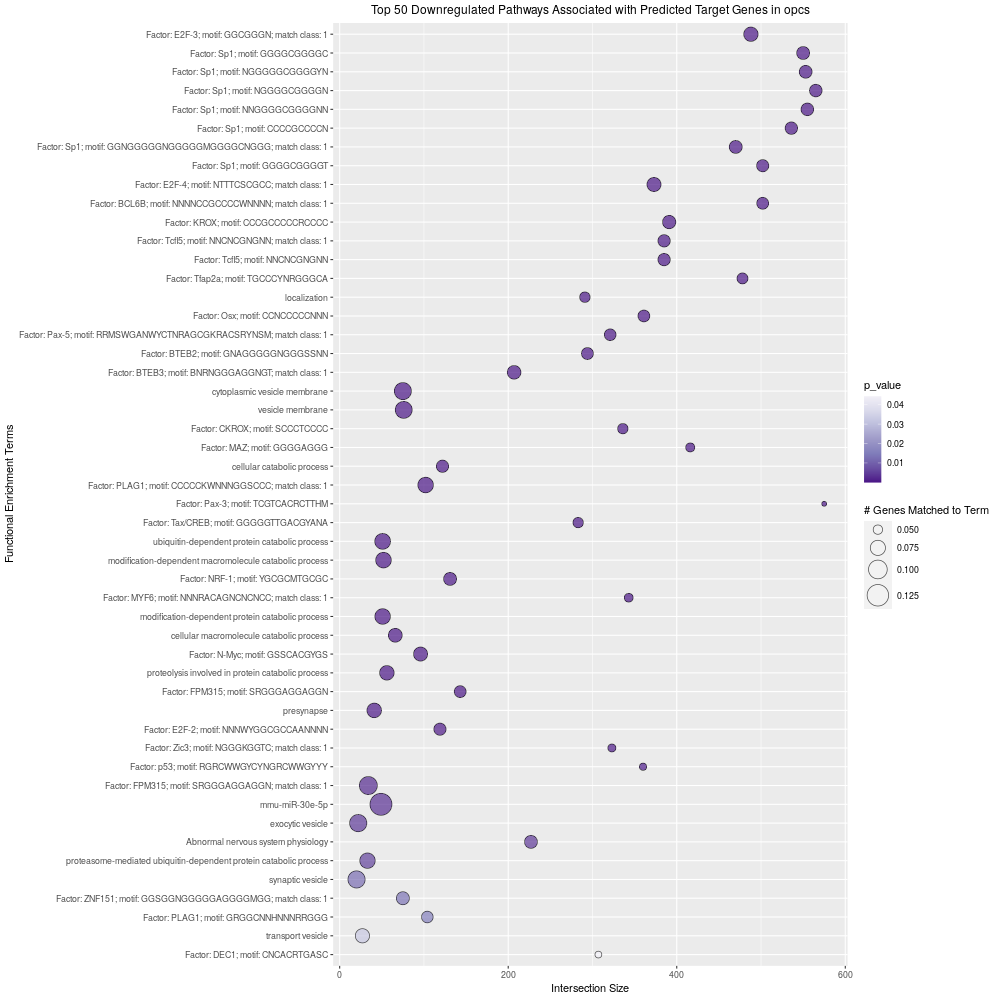 Top 50 Downregulated Pathways Associated with Predicted Target Genes in opcs
Functional Enrichment Terms
Factor: E2F-3; motif: GGCGGGN; match class: 1
Factor: Sp1; motif: GGGGCGGGGC
Factor: Sp1; motif: NGGGGGCGGGGYN
Factor: Sp1; motif: NGGGGCGGGGN
Factor: Sp1; motif: NNGGGGCGGGGNN
Factor: Sp1; motif: CCCCGCCCCN
Factor: Sp1; motif: GGNGGGGGNGGGGGMGGGGCNGGG; match class: 1
Factor: Sp1; motif: GGGGCGGGGT
Factor: E2F-4; motif: NTTTCSCGCC; match class: 1
Factor: BCL6B; motif: NNNNCCGCCCCWNNNN; match class: 1
Factor: KROX; motif: CCCGCCCCCRCCCC
Factor: Tcfl5; motif: NNCNCGNGNN; match class: 1
Factor: Tcfl5; motif: NNCNCGNGNN
Factor: Tfap2a; motif: TGCCCYNRGGGCA
localization
Factor: Osx; motif: CCNCCCCCNNN
Factor: Pax-5; motif: RRMSWGANWYCTNRAGCGKRACSRYNSM; match class: 1
Factor: BTEB2; motif: GNAGGGGGNGGGSSNN
Factor: BTEB3; motif: BNRNGGGAGGNGT; match class: 1
cytoplasmic vesicle membrane
vesicle membrane
Factor: CKROX; motif: SCCCTCCCC
Factor: MAZ; motif: GGGGAGGG
cellular catabolic process
Factor: PLAG1; motif: CCCCCKWNNNGGSCCC; match class: 1
Factor: Pax-3; motif: TCGTCACRCTTHM
Factor: Tax/CREB; motif: GGGGGTTGACGYANA
ubiquitin-dependent protein catabolic process
modification-dependent macromolecule catabolic process
Factor: NRF-1; motif: YGCGCMTGCGC
Factor: MYF6; motif: NNNRACAGNCNCNCC; match class: 1
modification-dependent protein catabolic process
cellular macromolecule catabolic process
Factor: N-Myc; motif: GSSCACGYGS
proteolysis involved in protein catabolic process
Factor: FPM315; motif: SRGGGAGGAGGN
presynapse
Factor: E2F-2; motif: NNNWYGGCGCCAANNNN
Factor: Zic3; motif: NGGGKGGTC; match class: 1
Factor: p53; motif: RGRCWWGYCYNGRCWWGYYY
Factor: FPM315; motif: SRGGGAGGAGGN; match class: 1
mmu-miR-30e-5p
exocytic vesicle
Abnormal nervous system physiology
proteasome-mediated ubiquitin-dependent protein catabolic process
synaptic vesicle
Factor: ZNF151; motif: GGSGGNGGGGGAGGGGMGG; match class: 1
Factor: PLAG1; motif: GRGGCNNHNNNRRGGG
transport vesicle
Factor: DEC1; motif: CNCACRTGASC
0 200 400 600
Intersection Size
p_value
0.04
0.03
0.02
0.01
# Genes Matched to Term
0.050
0.075
0.100
0.125